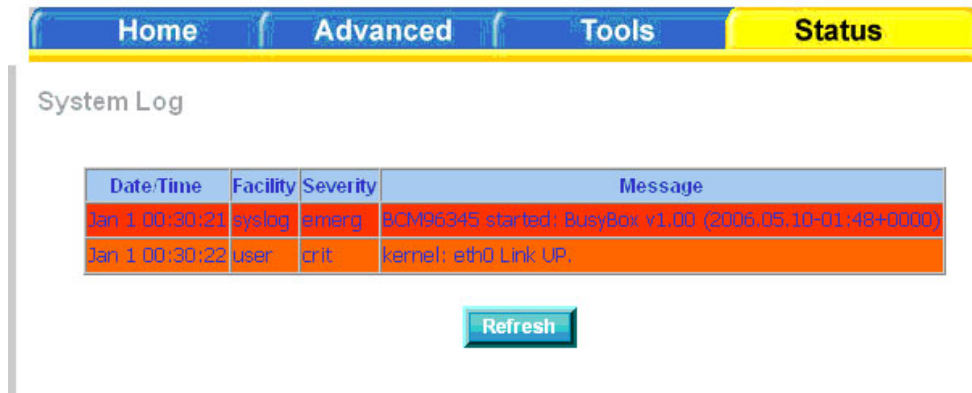 Home Advanced Tools Status
System Log
Date/Time Facility Severity Message
Jan 1 00:30:21 syslog emerg BCM96345 started: BusyBox v1.00 (2006.05.10-01:48+0000)
Jan 1 00:30:22 user crit kernel: eth0 Link UP.
Refresh